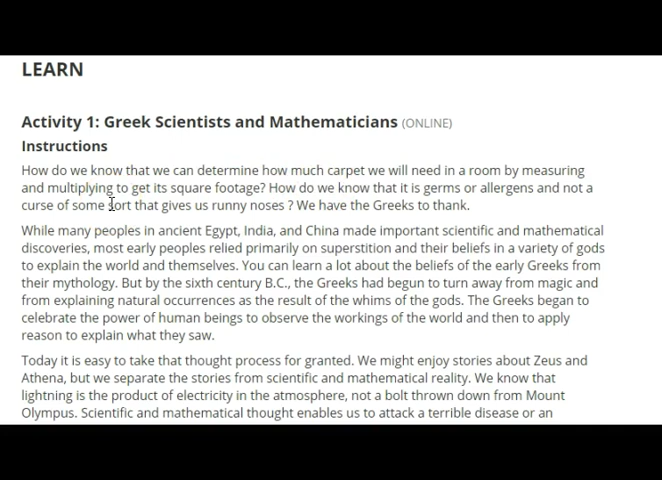 LEARN
Activity 1: Greek Scientists and Mathematicians (ONLINE)
Instructions
How do we know that we can determine how much carpet we will need in a room by measuring
and multiplying to get its square footage? How do we know that it is germs or allergens and not a
curse of some sort that gives us runny noses ? We have the Greeks to thank.
While many peoples in ancient Egypt, India, and China made important scientific and mathematical
discoveries, most early peoples relied primarily on superstition and their beliefs in a variety of gods
to explain the world and themselves. You can learn a lot about the beliefs of the early Greeks from
their mythology. But by the sixth century B.C., the Greeks had begun to turn away from magic and
from explaining natural occurrences as the result of the whims of the gods. The Greeks began to
celebrate the power of human beings to observe the workings of the world and then to apply
reason to explain what they saw.
Today it is easy to take that thought process for granted. We might enjoy stories about Zeus and
Athena, but we separate the stories from scientific and mathematical reality. We know that
lightning is the product of electricity in the atmosphere, not a bolt thrown down from Mount
Olympus. Scientific and mathematical thought enables us to attack a terrible disease or an